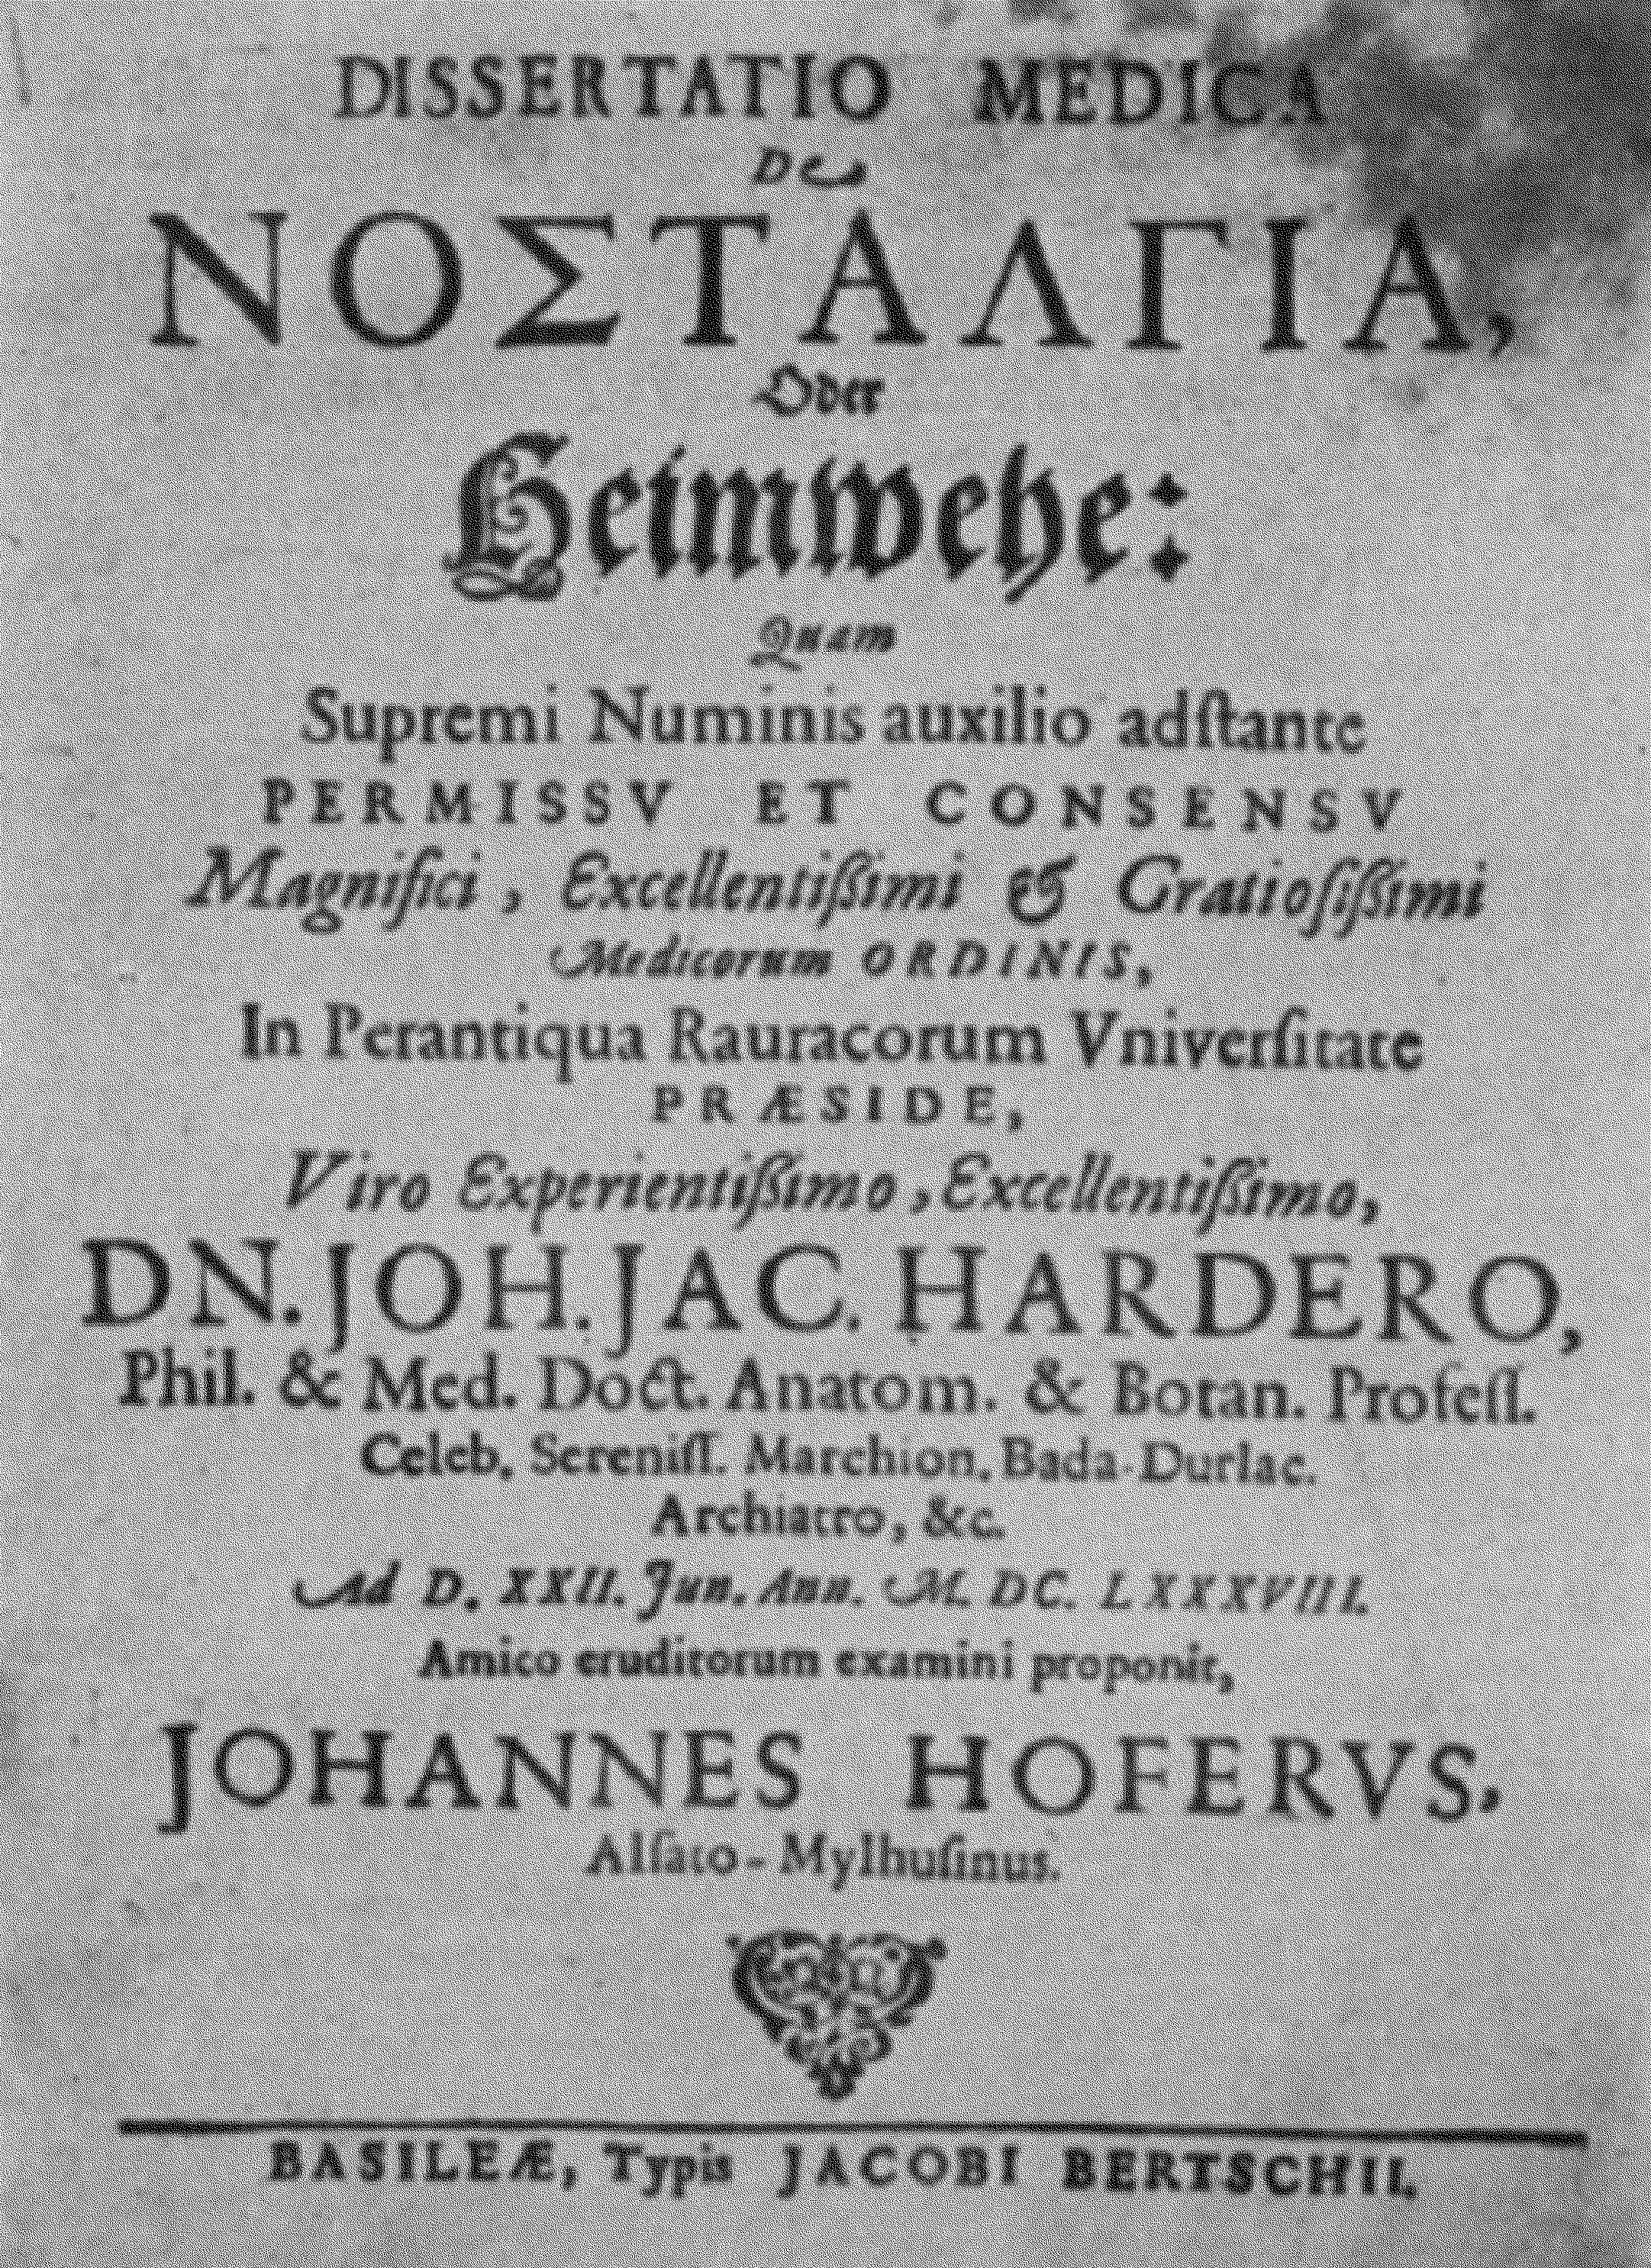 DISSERTATIO MEDICA
De
ΝΟΣΤΑΛΓΙΑ,
Oder
Heimwehe:
Quam
Supremi Numinis auxilio adſtante
PERMISSV ET CONSENSV
Magnifici, Excellentißimi & Gratioſißimi
Medicorum ORDINIS,
In Perantiqua Rauracorum Vniverſitate
PRÆSIDE,
Viro Experientißimo, Excellentißimo,
DN. JOH. JAC. HARDERO,
Phil. & Med. Doct. Anatom. & Botan. Profeſſ.
Celeb. Sereniſſ. Marchion. Bada-Durlac.
Archiatro, &c.
Ad D. XXII. Jun. Ann. M DC. LXXXVIII.
Amico eruditorum examini proponit,
JOHANNES HOFERVS,
Alſato-Mylhuſinus.
BASILEÆ, Typis JACOBI BERTSCHII.